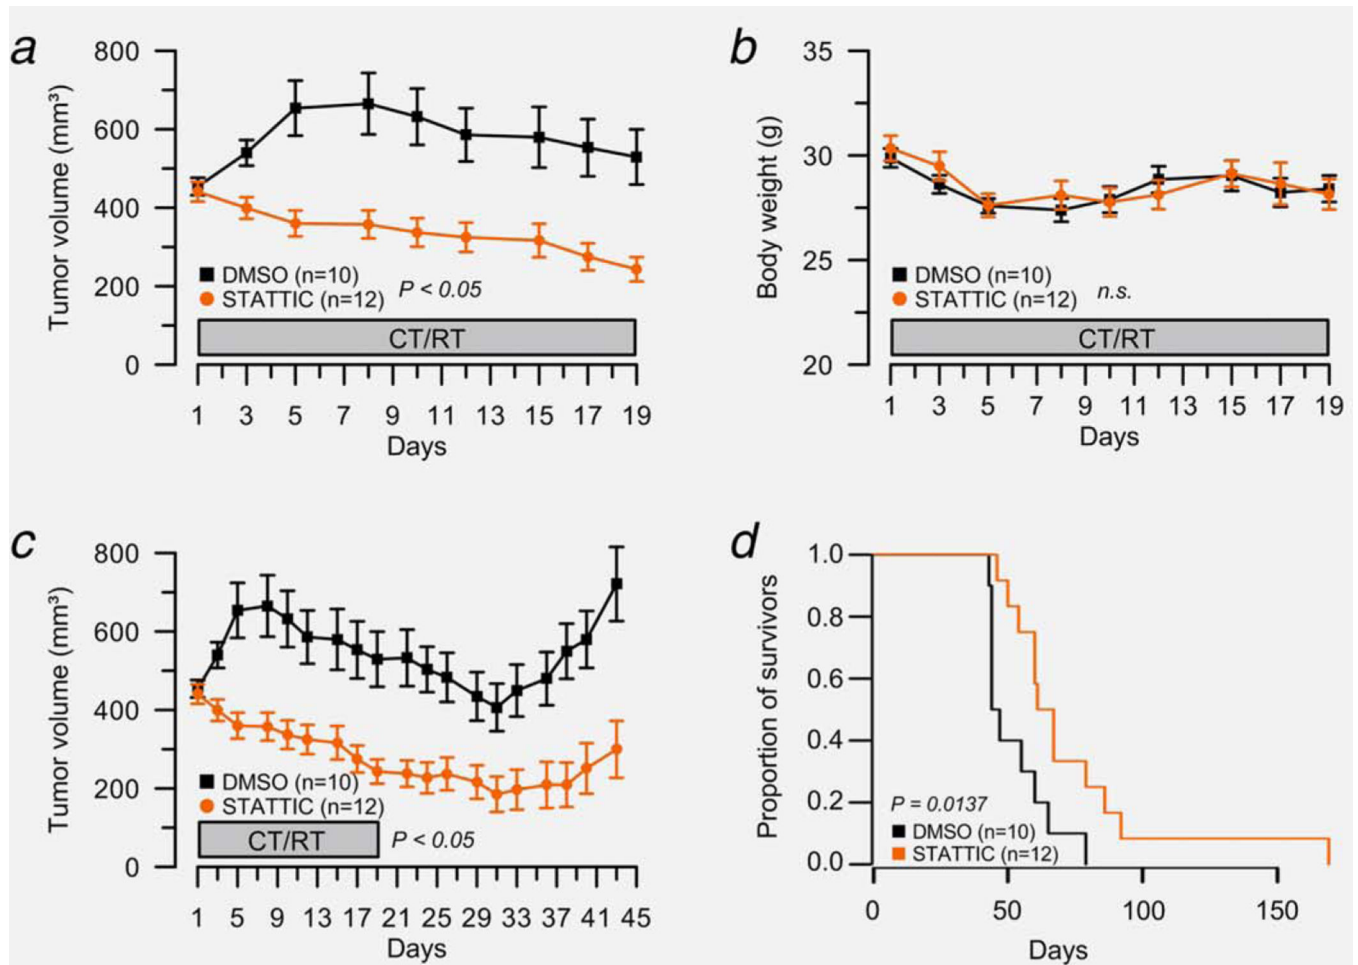 a
Tumor volume (mm³)
800
600
400
200
0
DMSO (n=10)
STATTIC (n=12)
P < 0.05
CT/RT
1 3 5 7 9 11 13 15 17 19
Days
b
Body weight (g)
35
30
25
20
DMSO (n=10)
STATTIC (n=12)
n.s.
CT/RT
1 3 5 7 9 11 13 15 17 19
Days
c
Tumor volume (mm³)
800
600
400
200
0
DMSO (n=10)
STATTIC (n=12)
CT/RT
P < 0.05
1 5 9 13 17 21 25 29 33 37 41 45
Days
d
Proportion of survivors
1.0
0.8
0.6
0.4
0.2
0.0
P = 0.0137
DMSO (n=10)
STATTIC (n=12)
0 50 100 150
Days